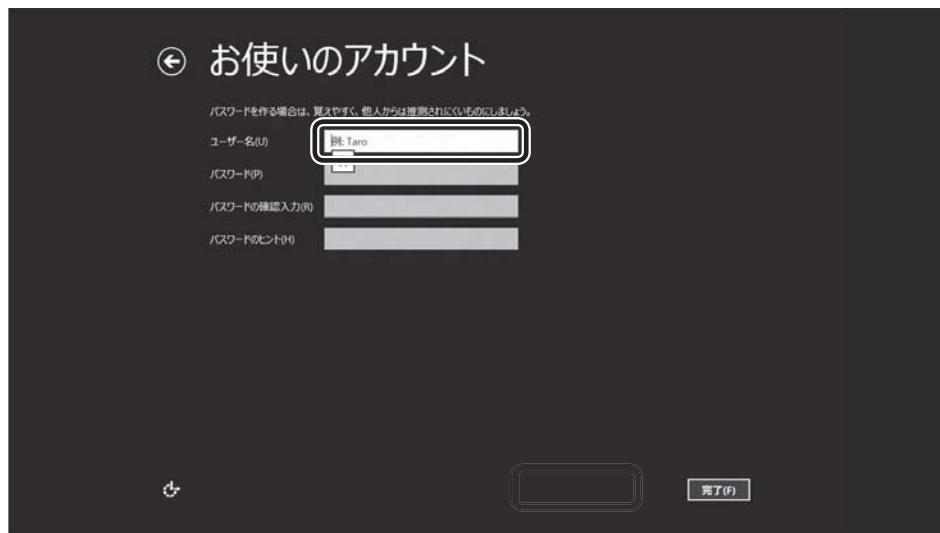 お使いのアカウント
パスワードを作る場合は、覚えやすく、他人からは推測されにくいものにしましょう。
ユーザー名(U)
例: Taro
パスワード(P)
パスワードの確認入力(R)
パスワードのヒント(H)
完了(F)